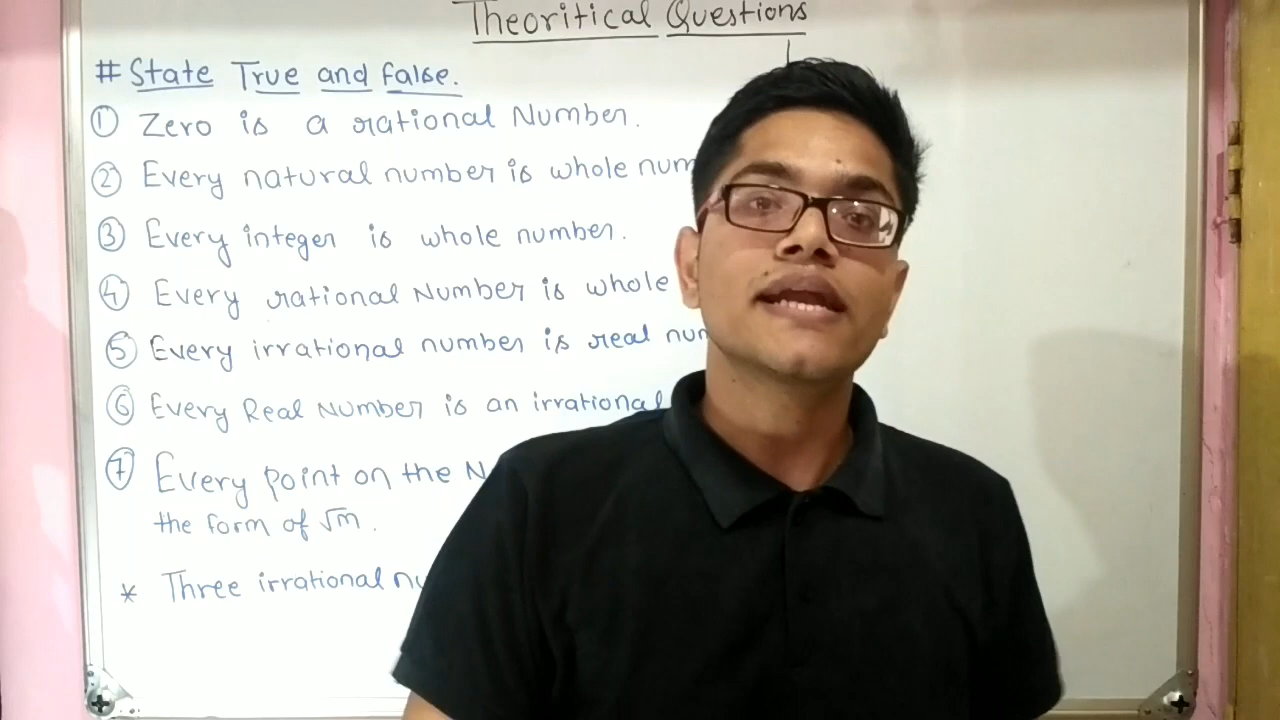 Theoritical Questions
# State True and false.
① Zero is a rational Number.
② Every natural number is whole num
③ Every integer is whole number.
④ Every rational Number is whole
⑤ Every irrational number is real num
⑥ Every Real Number is an irrational
⑦ Every point on the N
the form of √m.
* Three irrational nu